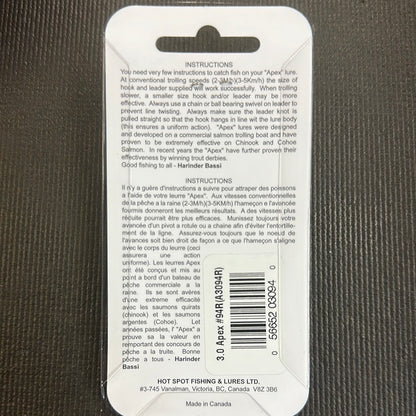 INSTRUCTIONS
You need very few instructions to catch fish on your "Apex" lure.
At conventional trolling speeds (2-3M/h)(3-5Km/h) the size of
hook and leader supplied will work successfully. When trolling
slower, a smaller size hook and/or leader may be more
effective. Always use a chain or ball bearing swivel on leader to
prevent line twisting. Always make sure the leader knot is
pulled straight so that the hook hangs in line wit the lure body
(this ensures a uniform action). "Apex" lures were designed
and developed on a commercial salmon trolling boat and have
proven to be extremely effective on Chinook and Cohoe
Salmon. In recent years the "Apex" have further proven their
effectiveness by winning trout derbies.
Good fishing to all - Harinder Bassi
INSTRUCTIONS
Il n'y a guère d'instructions a suivre pour attraper des poissons
a l'aide de votre leurre "Apex". Aux vitesses conventionnelles
de la pêche a la raine (2-3M/h)(3-5KM/h) l'hameçon e l'avancée
fournis donneront les meilleurs résultats. A des vitesses plus
réduite pourrait être plus efficaces. Munissez toujours votre
avancée d'un pivot a rotule ou a chaine afin d'éviter l'entortille-
ment de la ligne. Assurez-vous toujours que le noeud de
l'avances soit bien droit de façon a ce que l'hameçon s'aligne
avec le corps du leurre (ceci
assurera une action
uniforme). Les leurres Apex
ont été conçus et mis au
point a bord d'un bateau de
pêche commerciale a la
raine. Ils se sont avéres
d'une extreme efficacité
avec les saumons quirats
(chinook) et les saumons
argentes (Cohoe). Let
années passées, l' "Apex" a
prouve sa la valeur en
remportant des concours de
pêche a la truite. Bonne
pêche a tous - Harinder
Bassi
3.0 Apex #94R(A3094R)
0 56652 03094 0
HOT SPOT FISHING & LURES LTD.
#3-745 Vanalman, Victoria, BC, Canada V8Z 3B6
Made in Canada